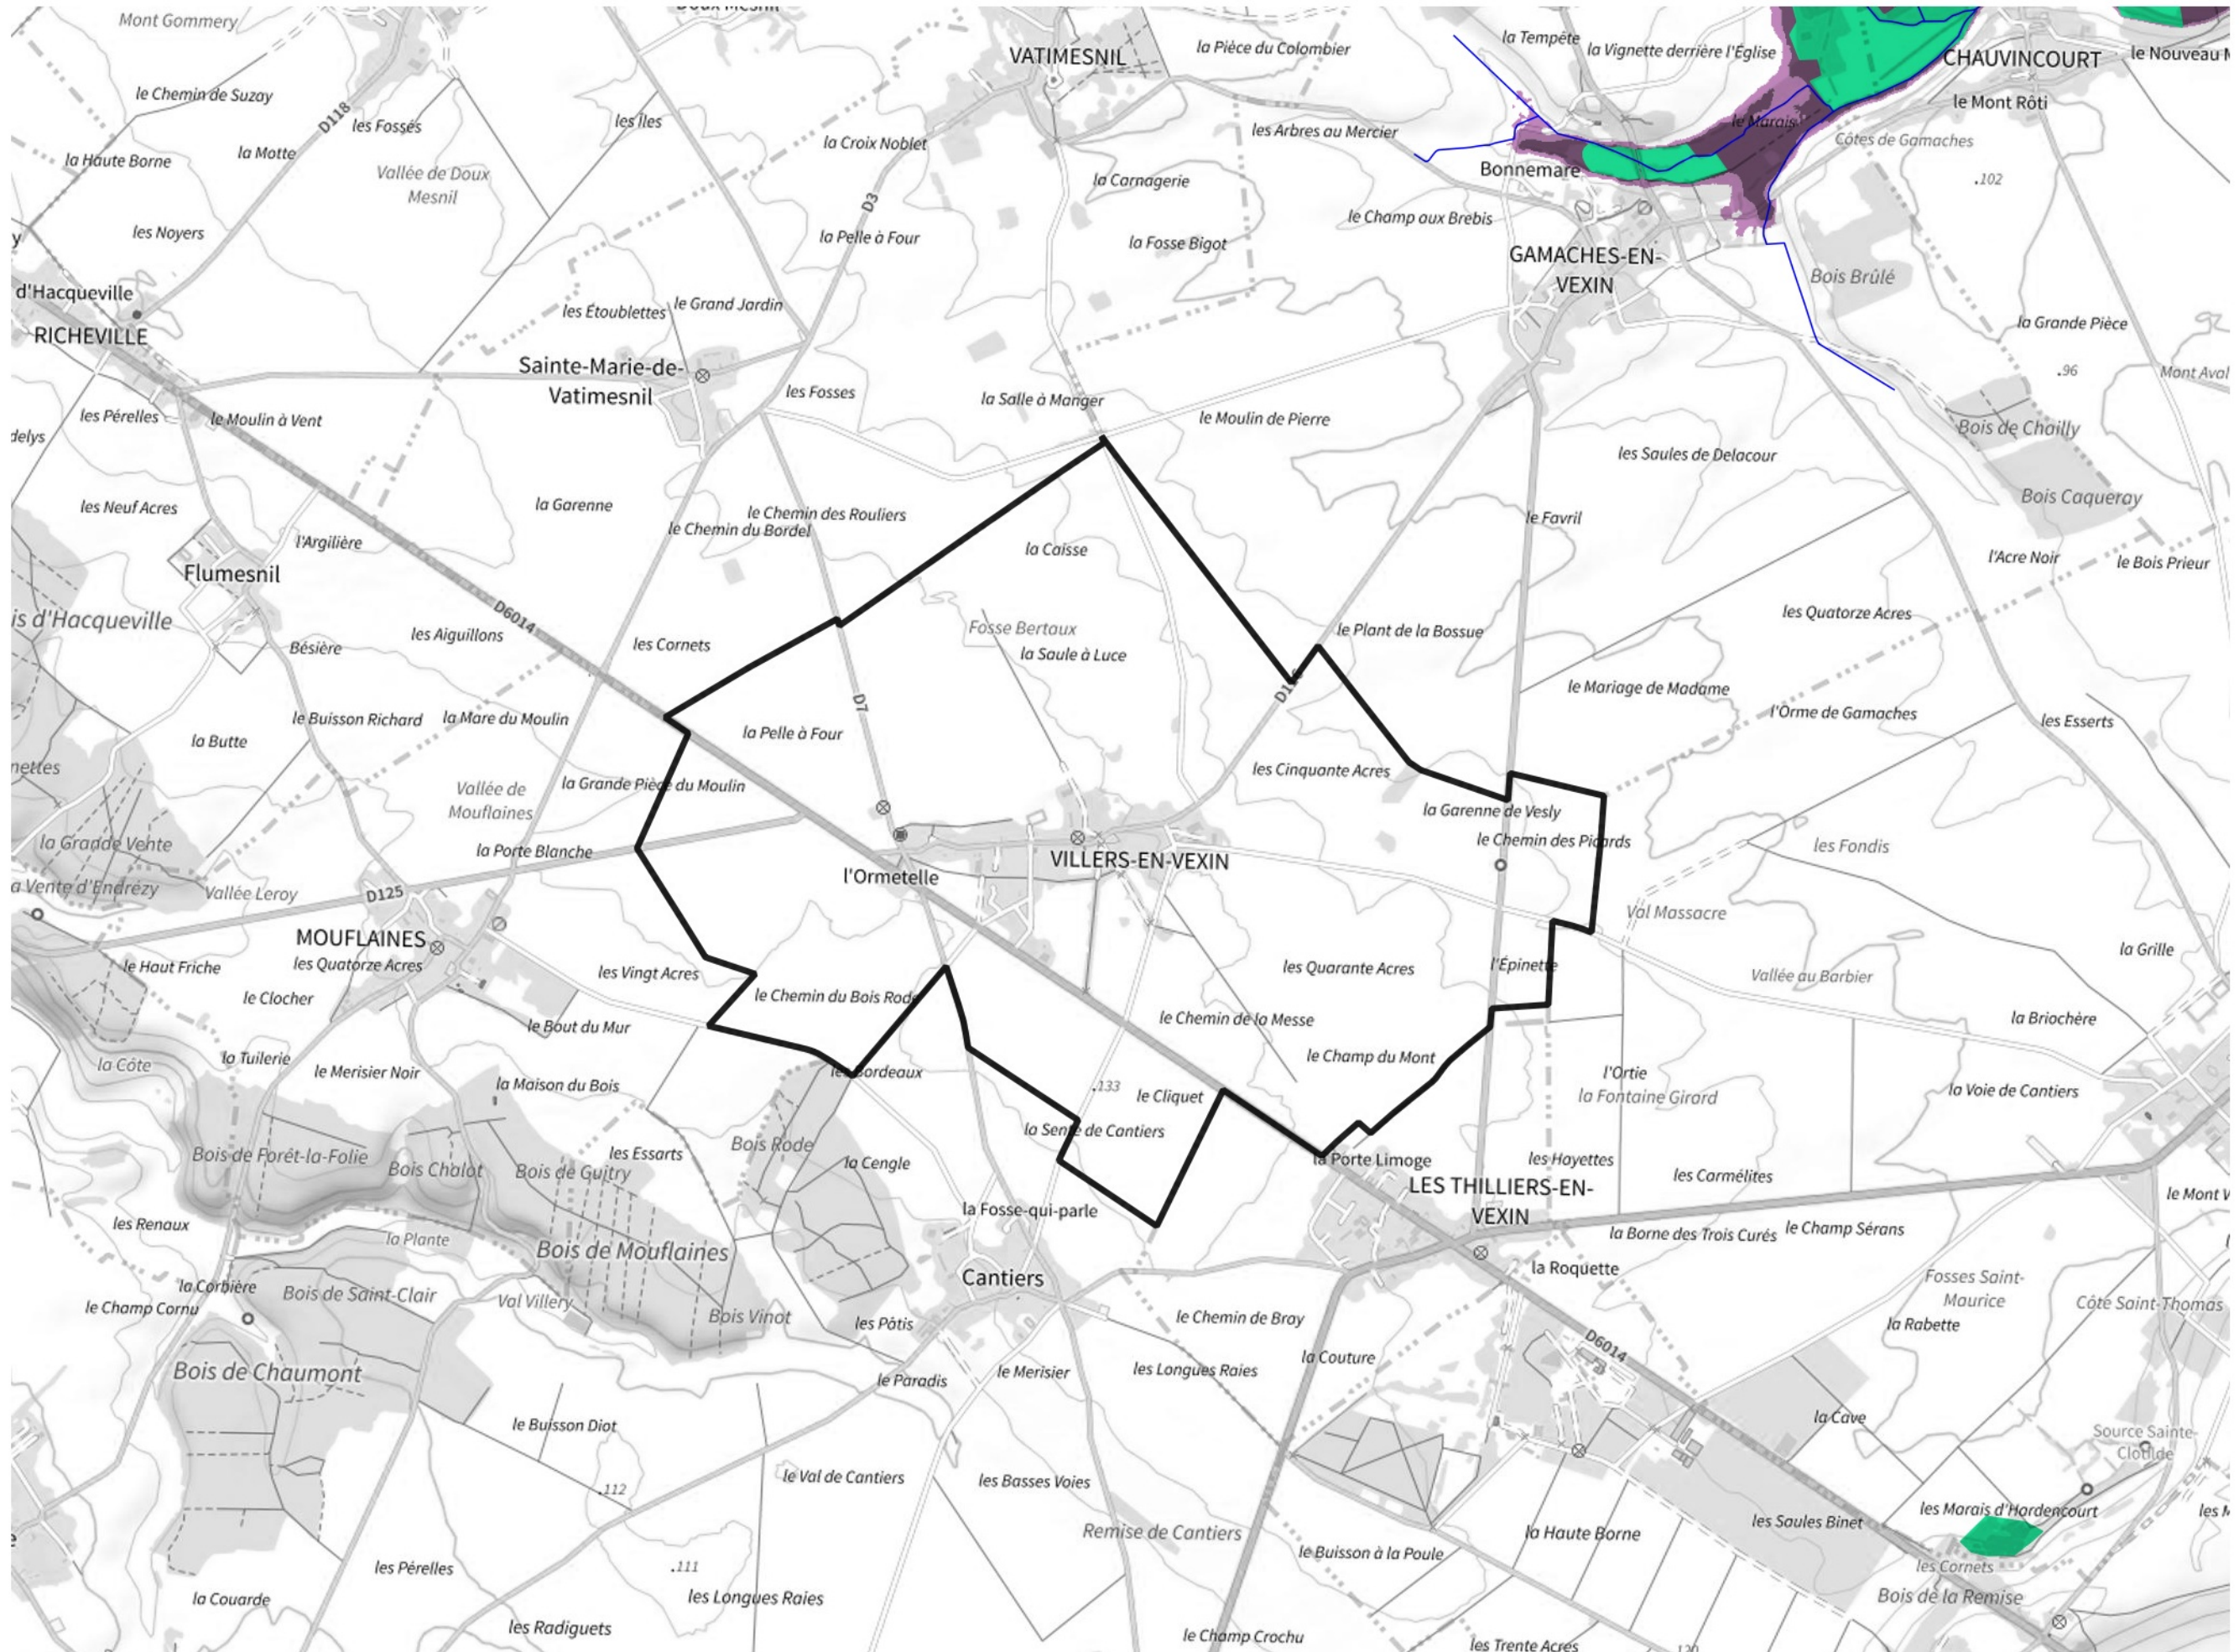 Mont Gommery
VATIMESNIL
la Pièce du Colombier
la Tempête
la Vignette derrière l'Église
CHAUVINCOURT
le Chemin de Suzay
D118
les Fossés
les Îles
le Mont Rôti
la Haute Borne
la Motte
la Croix Noblet
les Arbres au Mercier
le Marais
Côtes de Gamaches
Vallée de Doux
Mesnil
la Carnagerie
Bonnemare
.102
D3
les Noyers
la Pelle à Four
la Fosse Bigot
le Champ aux Brebis
GAMACHES-EN-
VEXIN
Bois Brûlé
d'Hacqueville
RICHEVILLE
les Étoublettes
le Grand Jardin
la Grande Pièce
Sainte-Marie-de-
Vatimesnil
.96
Mont Aval
les Fosses
la Salle à Manger
les Pérelles
le Moulin à Vent
le Moulin de Pierre
Bois de Chailly
delys
les Saules de Delacour
Bois Caqueray
les Neuf Acres
la Garenne
le Chemin des Rouliers
le Chemin du Bordel
le Favril
l'Argilière
la Caisse
l'Acre Noir
le Bois Prieur
Flumesnil
D6014
is d'Hacqueville
les Aiguillons
les Cornets
Fosse Bertaux
le Plant de la Bossue
les Quatorze Acres
Bésière
la Saule à Luce
le Mariage de Madame
le Buisson Richard
la Mare du Moulin
D7
l'Orme de Gamaches
les Esserts
la Butte
la Pelle à Four
nettes
Vallée de
Mouflaines
la Grande Pièce du Moulin
les Cinquante Acres
la Garenne de Vesly
la Grande Vente
la Porte Blanche
le Chemin des Picards
les Fondis
VILLERS-EN-VEXIN
l'Ormetelle
a Vente d'Endrézy
Vallée Leroy
D125
Val Massacre
MOUFLAINES
les Quatorze Acres
la Grille
le Haut Friche
les Vingt Acres
les Quarante Acres
l'Épinette
Vallée au Barbier
le Clocher
le Chemin du Bois Rode
le Bout du Mur
le Chemin de la Messe
la Briochère
la Côte
la Tuilerie
le Merisier Noir
la Maison du Bois
les Bordeaux
.133
le Cliquet
le Champ du Mont
l'Ortie
la Fontaine Girard
la Voie de Cantiers
la Sente de Cantiers
Bois de Forêt-la-Folie
Bois Chalot
Bois de Guitry
les Essarts
Bois Rode
la Cengle
la Porte Limoge
les Hayettes
les Carmélites
LES THILLIERS-EN-
VEXIN
les Renaux
la Plante
la Fosse-qui-parle
la Borne des Trois Curés
le Champ Sérans
Bois de Mouflaines
la Corbière
le Champ Cornu
Bois de Saint-Clair
Val Villery
Bois Vinot
Cantiers
la Roquette
Fosses Saint-
Maurice
Côte Saint-Thomas
les Pâtis
le Chemin de Bray
la Rabette
D6014
Bois de Chaumont
le Paradis
le Merisier
les Longues Raies
la Couture
le Buisson Diot
la Cave
Source Sainte-
Clotilde
.112
le Val de Cantiers
les Basses Voies
les Marais d'Hardencourt
Remise de Cantiers
la Haute Borne
les Saules Binet
les Pérelles
.111
le Buisson à la Poule
les Cornets
la Couarde
les Longues Raies
Bois de la Remise
les Radiguets
le Champ Crochu
les Trente Acres